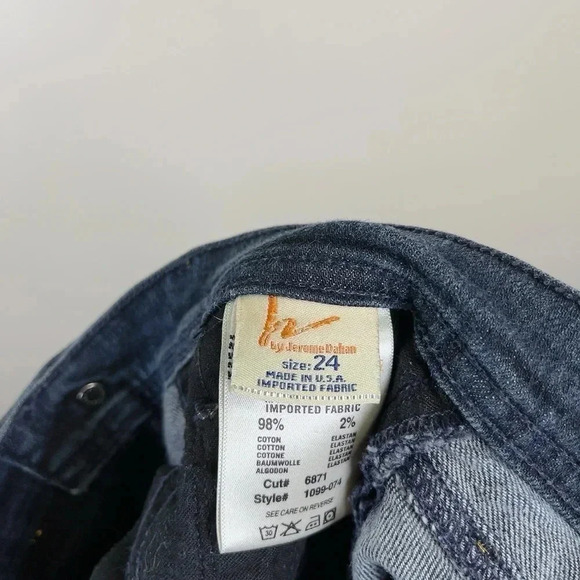 by Jerome Dahan
size: 24
MADE IN U.S.A.
IMPORTED FABRIC
IMPORTED FABRIC
98% 2%
COTON ELASTAN
COTTON ELASTAN
COTONE ELASTAN
BAUMWOLLE ELASTAN
ALGODON ELASTAN
Cut# 6871
Style# 1099-074
SEE CARE ON REVERSE
30